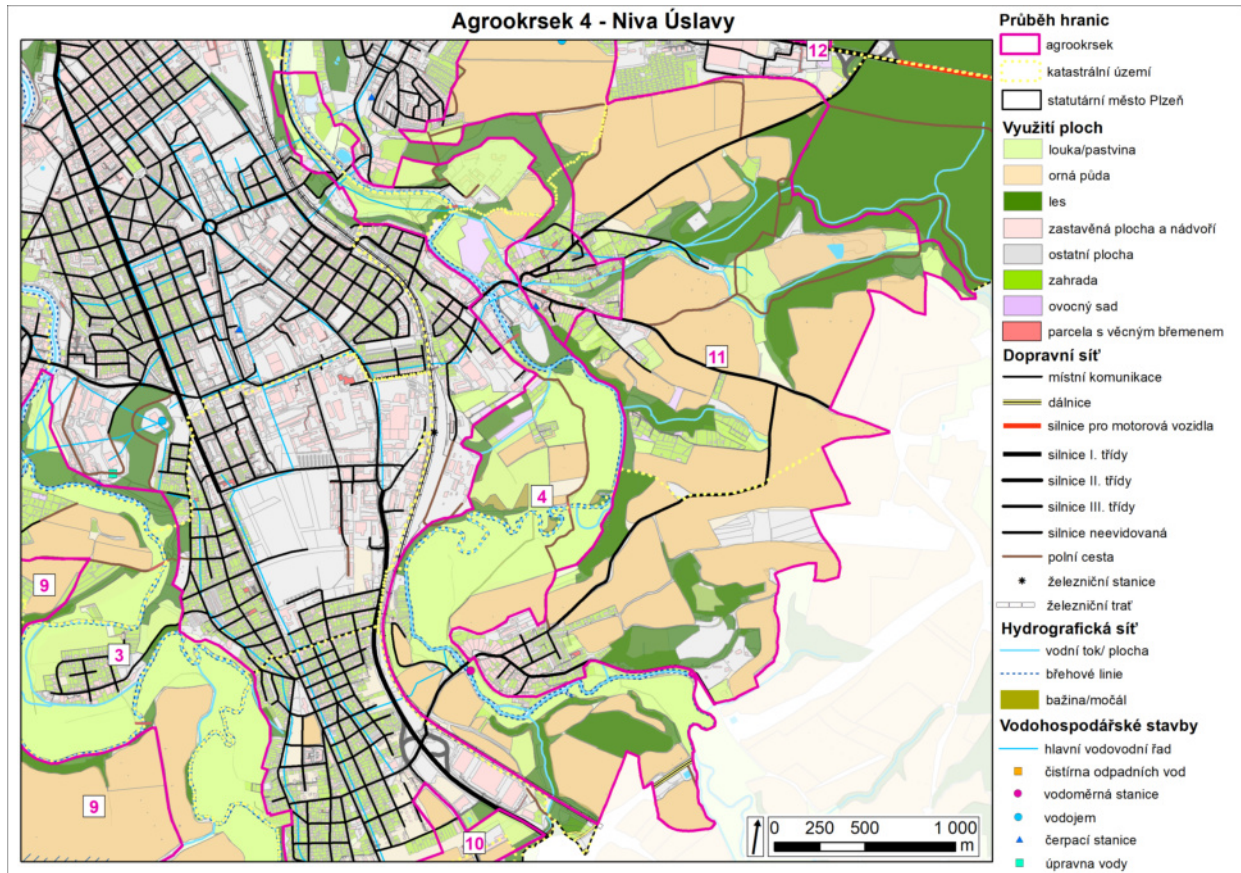 Agrookrsek 4 - Niva Úslavy
12
11
4
9
3
9
10
0 250 500 1 000
m
Průběh hranic
agrookrsek
katastrální území
statutární město Plzeň
Využití ploch
louka/pastvina
orná půda
les
zastavěná plocha a nádvoří
ostatní plocha
zahrada
ovocný sad
parcela s věcným břemenem
Dopravní síť
místní komunikace
dálnice
silnice pro motorová vozidla
silnice I. třídy
silnice II. třídy
silnice III. třídy
silnice neevidovaná
polní cesta
železniční stanice
železniční trať
Hydrografická síť
vodní tok/ plocha
břehové linie
bažina/močál
Vodohospodářské stavby
hlavní vodovodní řad
čistírna odpadních vod
vodoměrná stanice
vodojem
čerpací stanice
úpravna vody